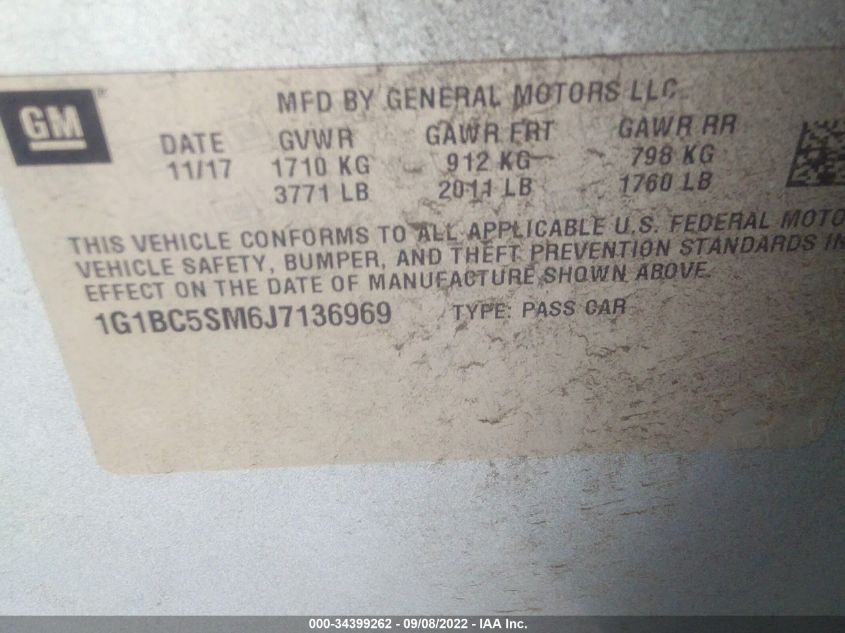 GM®
MFD BY GENERAL MOTORS LLC
DATE GVWR GAWR FRT GAWR RR
11/17 1710 KG 912 KG 798 KG
3771 LB 2011 LB 1760 LB
THIS VEHICLE CONFORMS TO ALL APPLICABLE U.S. FEDERAL MOTO
VEHICLE SAFETY, BUMPER, AND THEFT PREVENTION STANDARDS IN
EFFECT ON THE DATE OF MANUFACTURE SHOWN ABOVE.
1G1BC5SM6J7136969 TYPE: PASS CAR
000-34399262 - 09/08/2022 - IAA Inc.